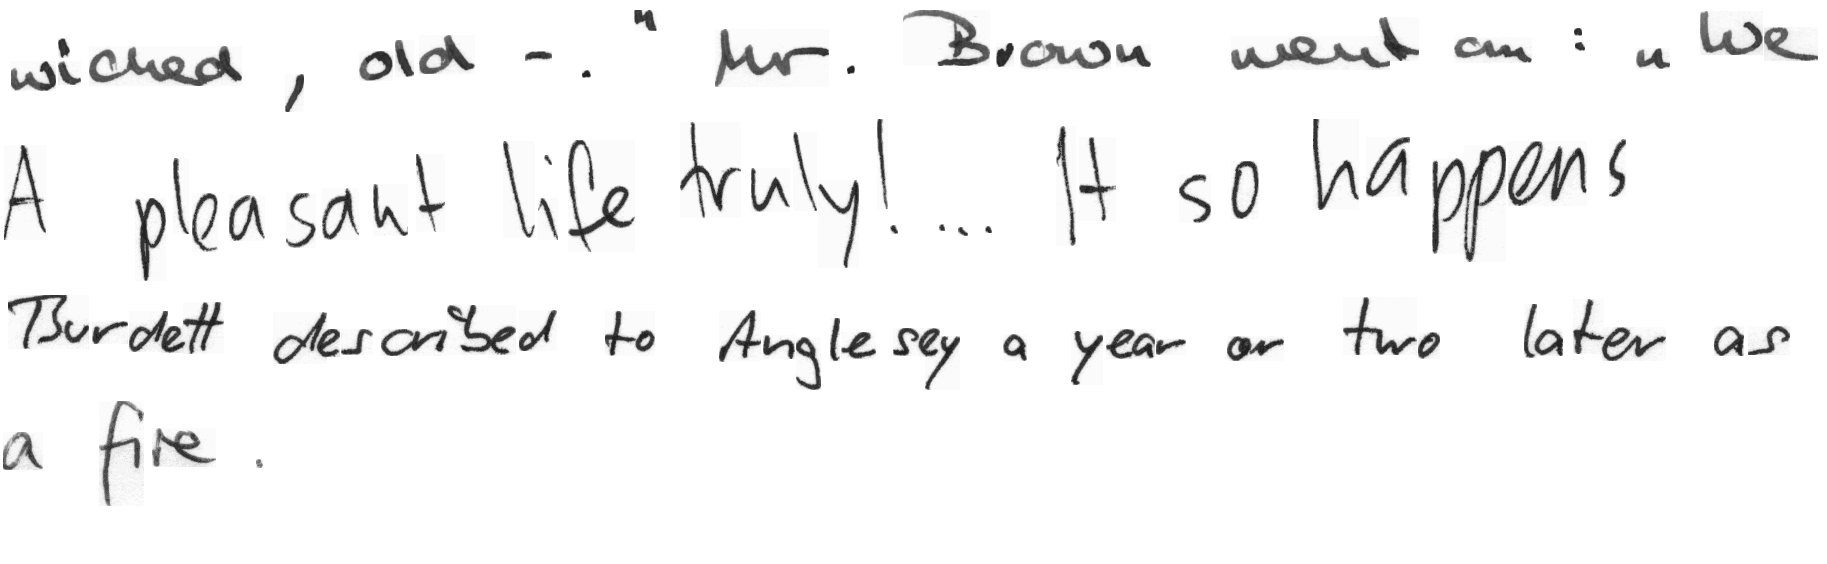 wicked, old -." Mr. Brown went on: "We
A pleasant life truly!.... It so happens
Burdett described to Anglesey a year or two later as
a fire.